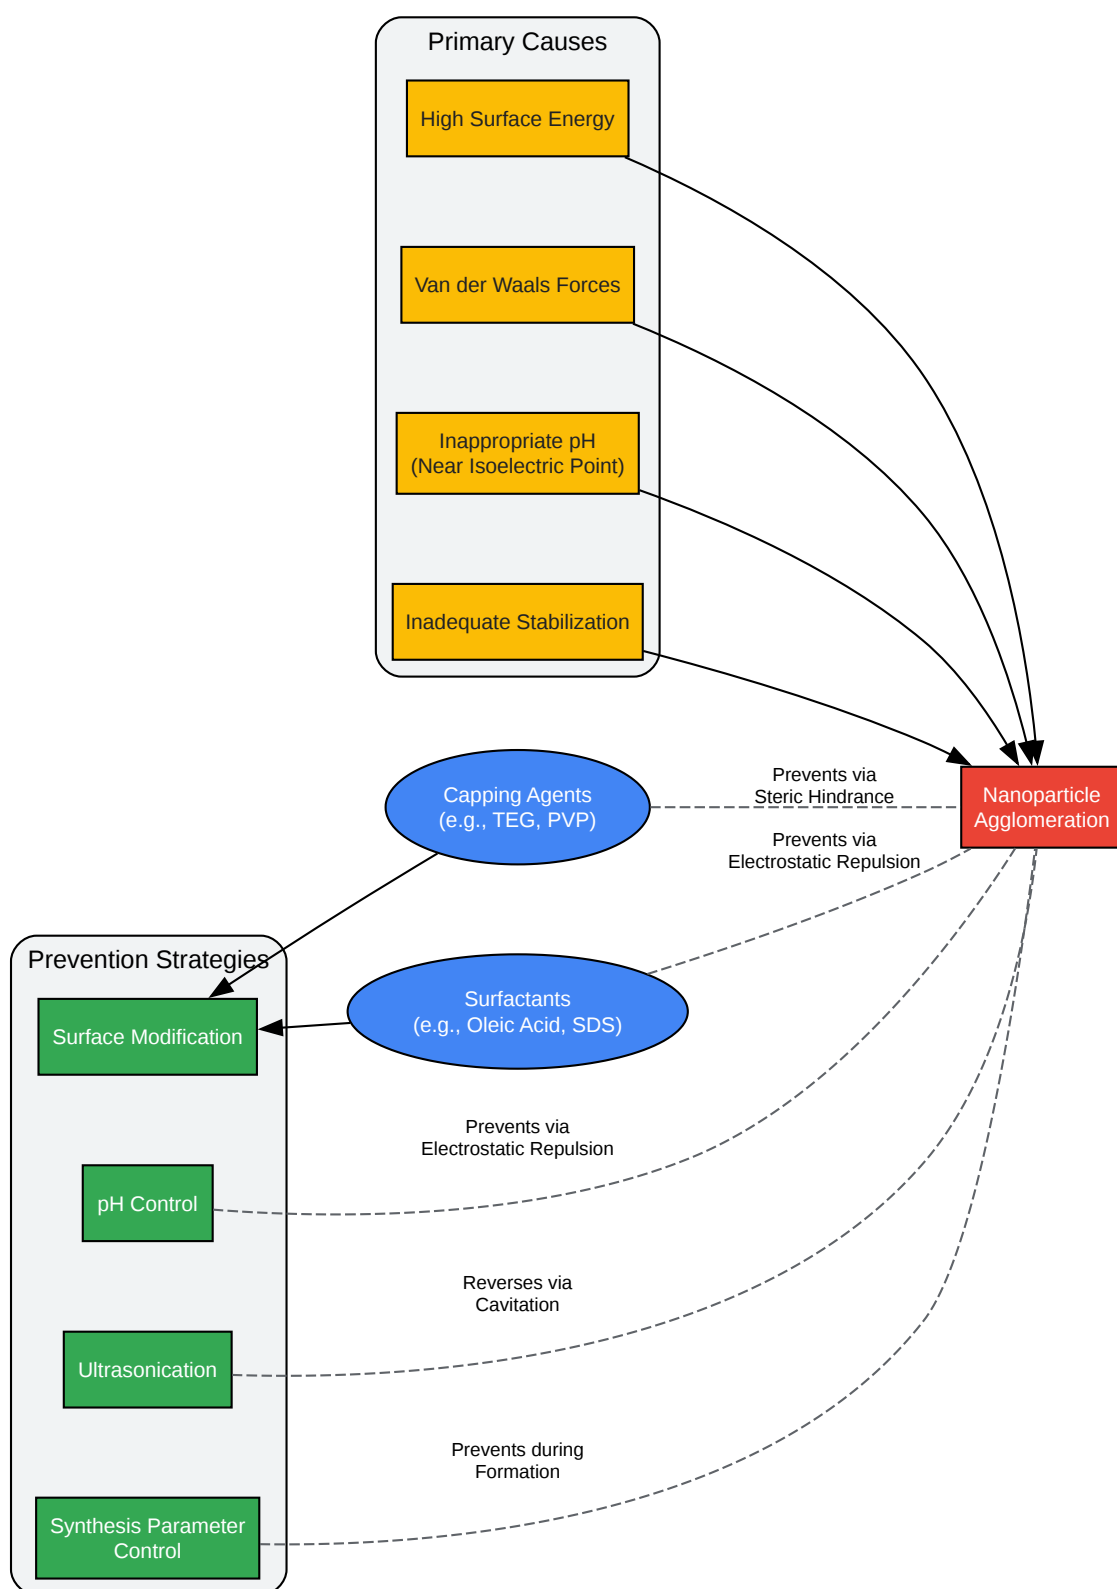 Primary Causes
High Surface Energy
Van der Waals Forces
Inappropriate pH
(Near Isoelectric Point)
Inadequate Stabilization
Capping Agents
(e.g., TEG, PVP)
Prevents via
Steric Hindrance
Nanoparticle
Agglomeration
Prevents via
Electrostatic Repulsion
Prevention Strategies
Surface Modification
Surfactants
(e.g., Oleic Acid, SDS)
Prevents via
Electrostatic Repulsion
pH Control
Reverses via
Cavitation
Ultrasonication
Prevents during
Formation
Synthesis Parameter
Control